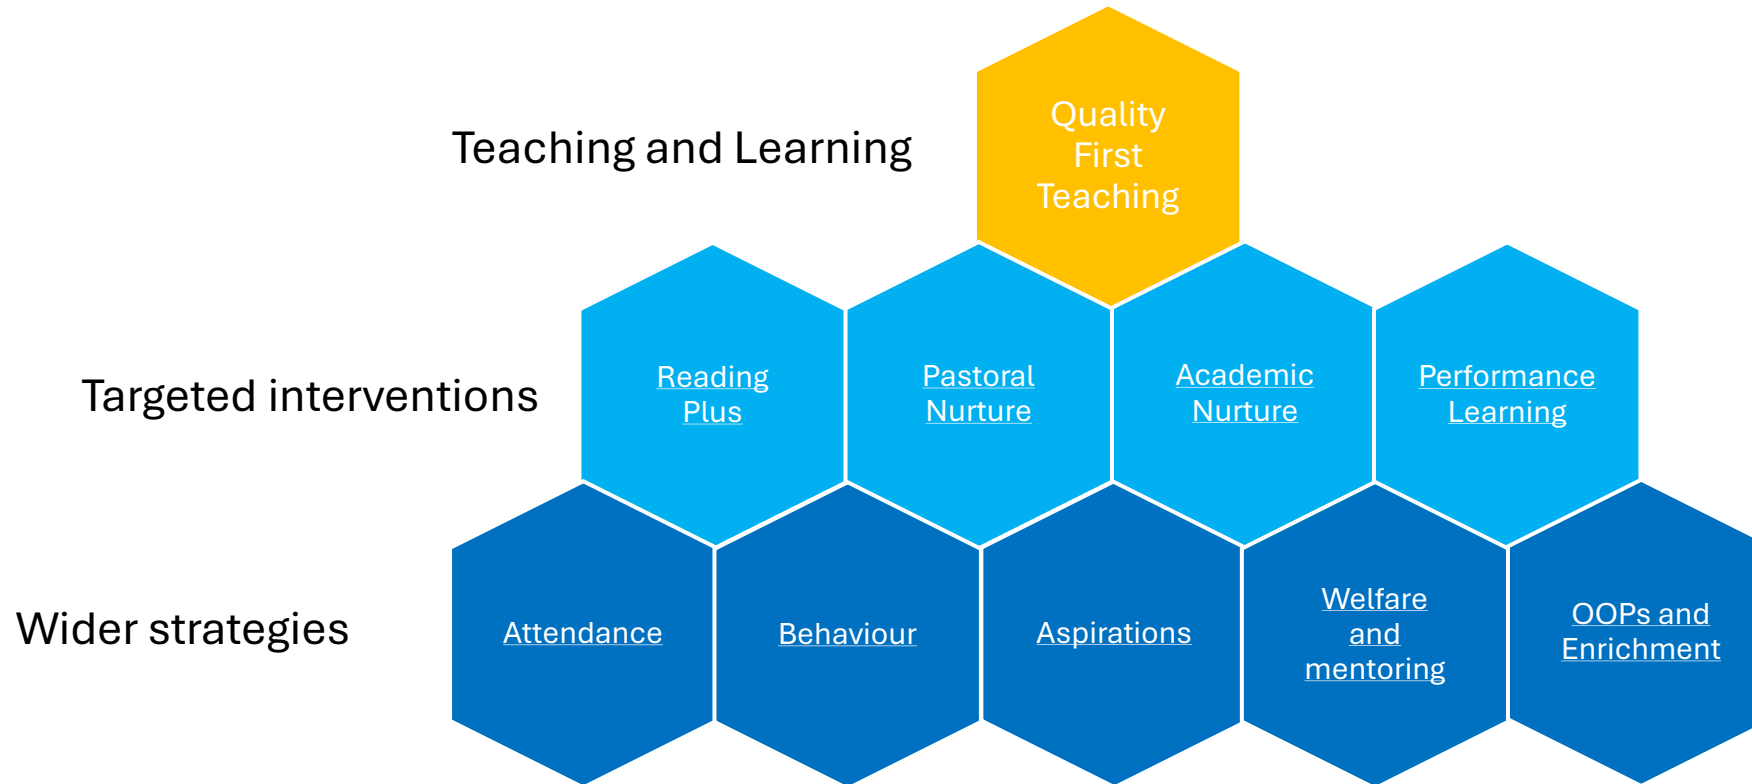 Quality
First
Teaching
Teaching and Learning
Targeted interventions
Reading
Plus
Pastoral
Nurture
Academic
Nurture
Performance
Learning
Wider strategies
Attendance
Behaviour
Aspirations
Welfare
and
mentoring
OOPs and
Enrichment